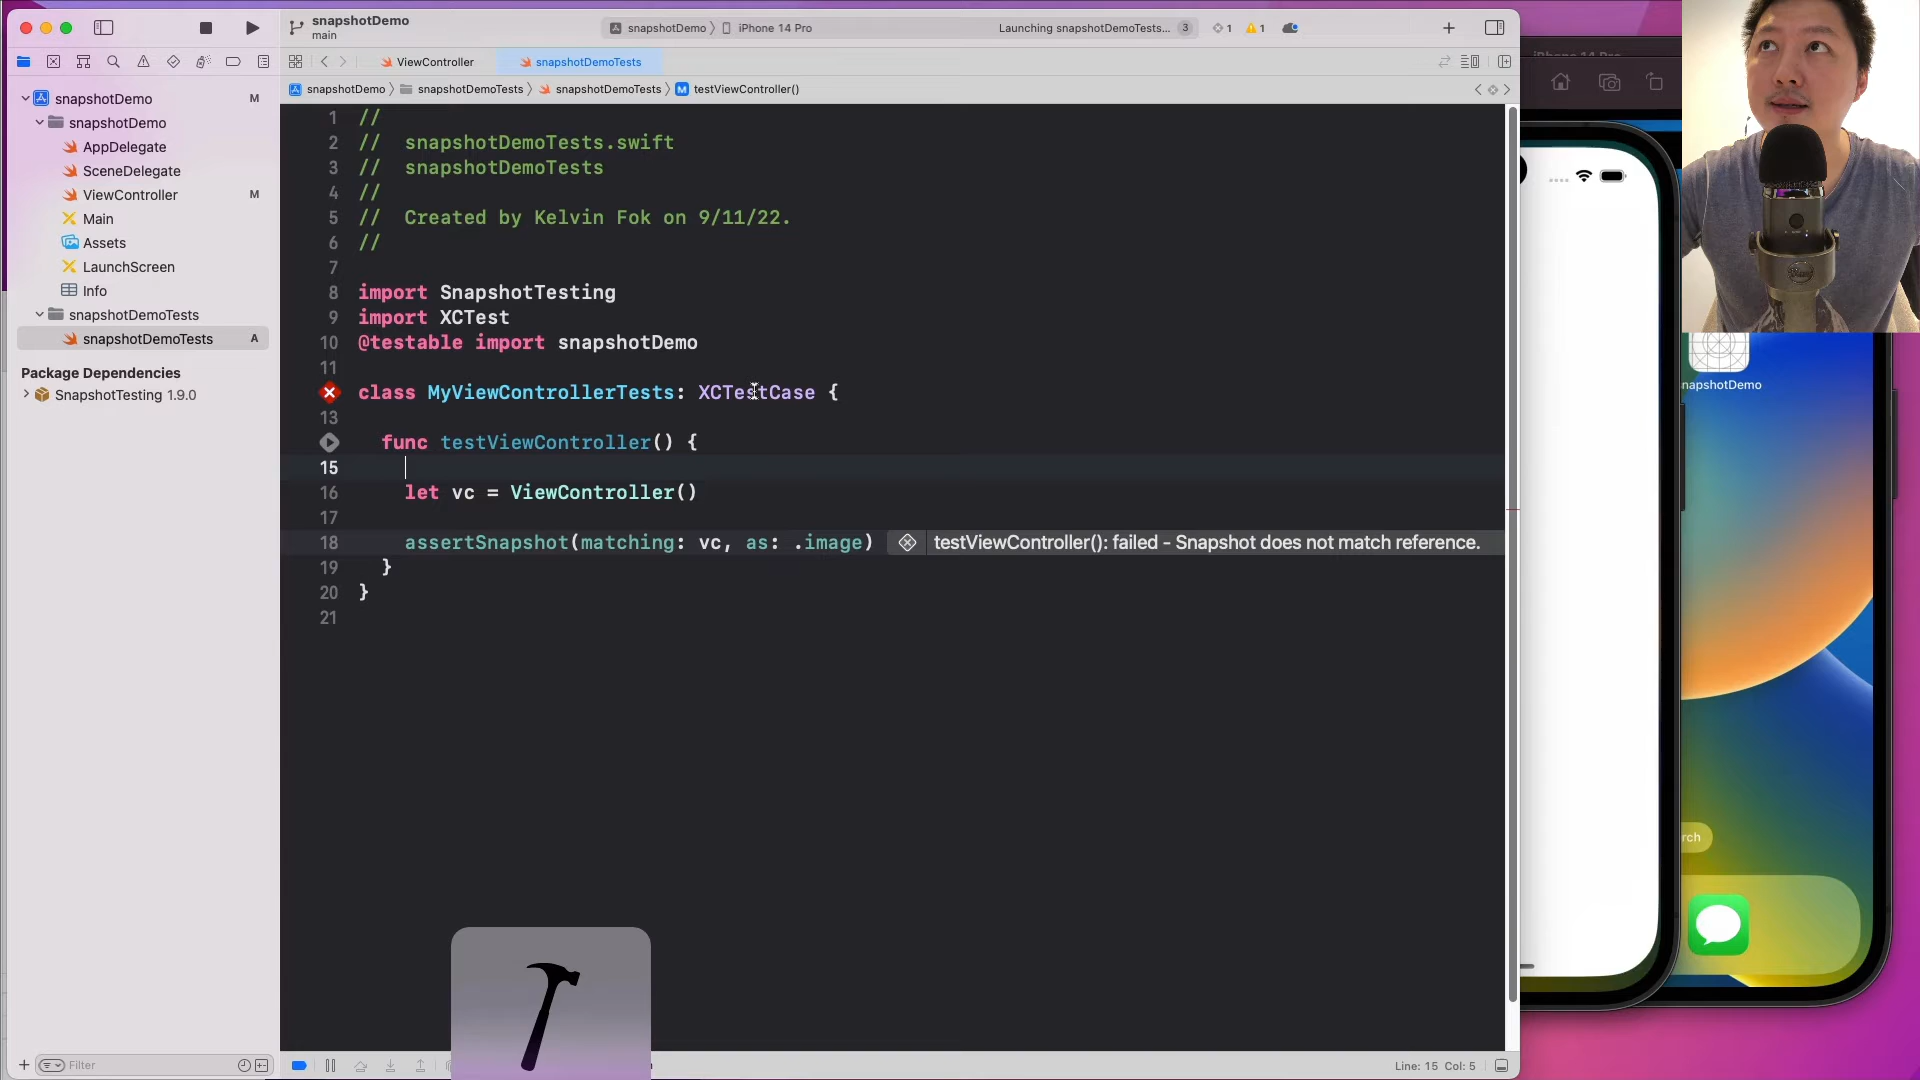 snapshotDemo
main
snapshotDemo
iPhone 14 Pro
Launching snapshotDemoTests...
3
1
1
ViewController
snapshotDemoTests
snapshotDemo
snapshotDemoTests
snapshotDemoTests
M
testViewController()
snapshotDemo
M
snapshotDemo
AppDelegate
SceneDelegate
ViewController
M
Main
Assets
LaunchScreen
Info
snapshotDemoTests
snapshotDemoTests
A
Package Dependencies
SnapshotTesting 1.9.0
1 //
2 //  snapshotDemoTests.swift
3 //  snapshotDemoTests
4 //
5 //  Created by Kelvin Fok on 9/11/22.
6 //
7
8 import SnapshotTesting
9 import XCTest
10 @testable import snapshotDemo
11
class MyViewControllerTests: XCTestCase {
13
func testViewController() {
15
16 let vc = ViewController()
17
18 assertSnapshot(matching: vc, as: .image)
testViewController(): failed - Snapshot does not match reference.
19 }
20 }
21
Filter
Line: 15 Col: 5
napshotDemo
rch